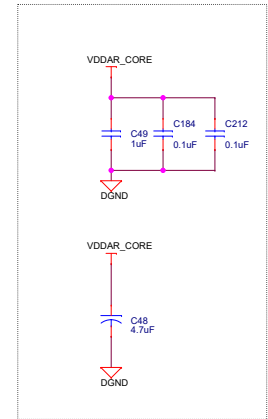 VDDAR_CORE
C184
C212
C49
1uF
0.1uF
0.1uF
DGND
VDDAR_CORE
C48
4.7uF
DGND